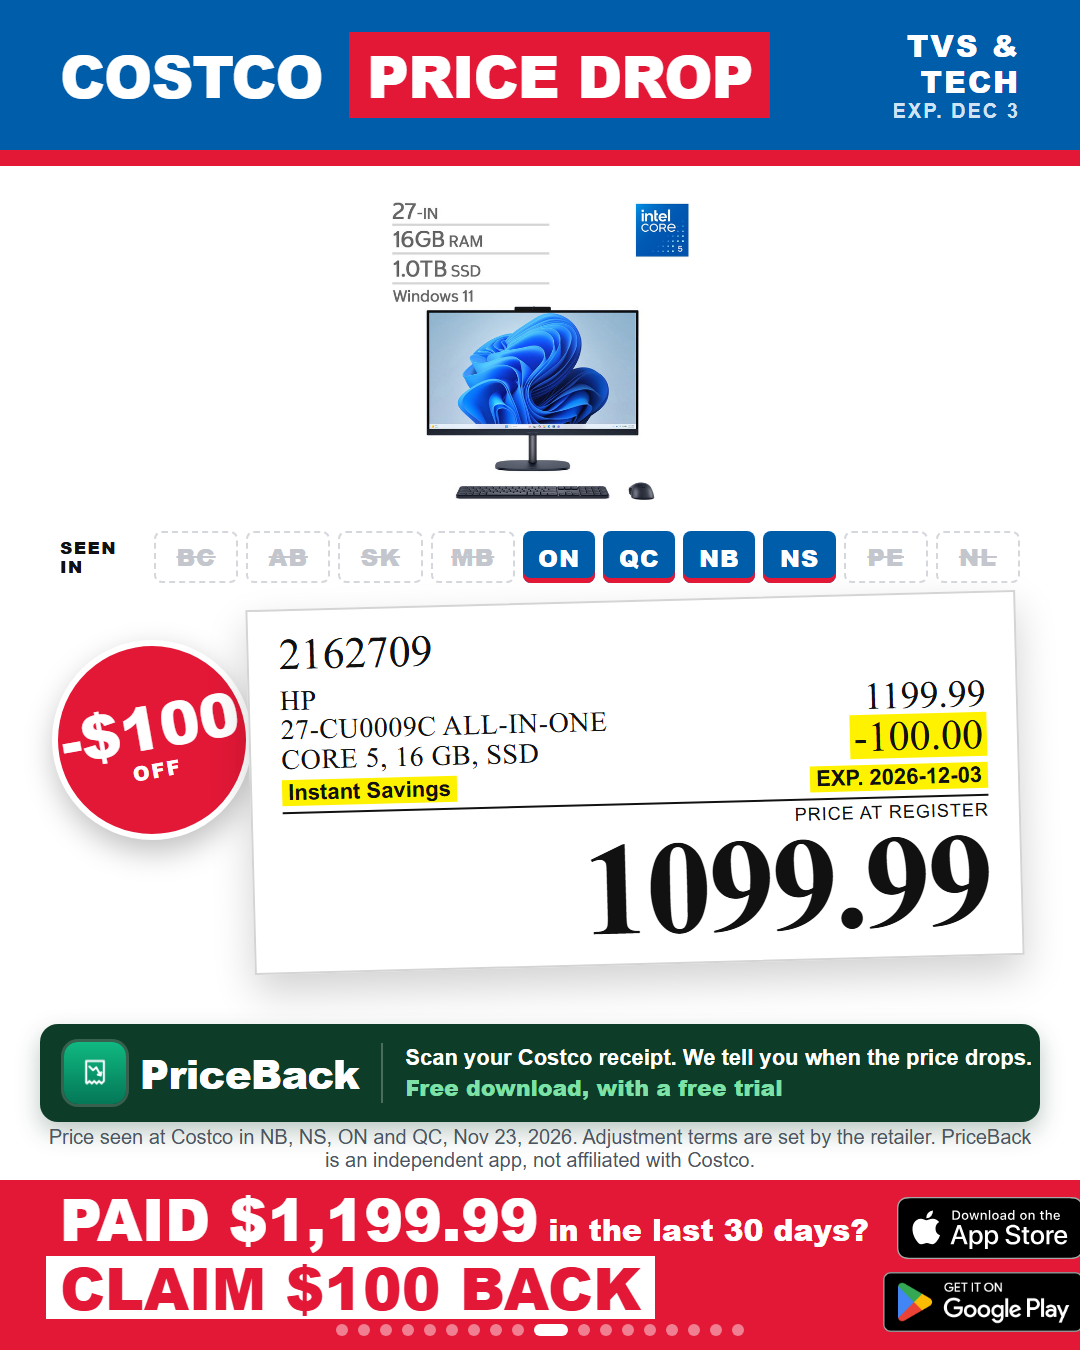 COSTCO PRICE DROP
TVS &
TECH
EXP. DEC 3
27-IN
16GB RAM
1.0TB SSD
Windows 11
intel
CORE
5
SEEN
IN
BC AB SK MB ON QC NB NS PE NL
-$100
OFF
2162709
HP
27-CU0009C ALL-IN-ONE
CORE 5, 16 GB, SSD
Instant Savings
1199.99
-100.00
EXP. 2026-12-03
PRICE AT REGISTER
1099.99
PriceBack
Scan your Costco receipt. We tell you when the price drops.
Free download, with a free trial
Price seen at Costco in NB, NS, ON and QC, Nov 23, 2026. Adjustment terms are set by the retailer. PriceBack
is an independent app, not affiliated with Costco.
PAID $1,199.99 in the last 30 days?
CLAIM $100 BACK
Download on the
App Store
GET IT ON
Google Play